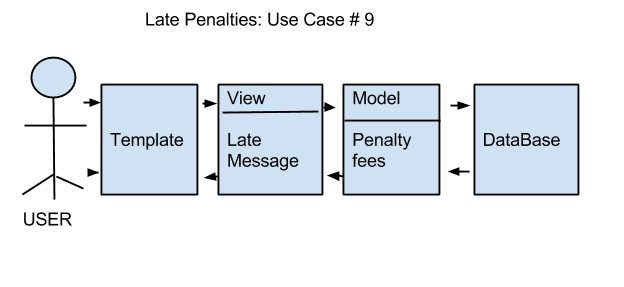 Late Penalties: Use Case # 9
View
Model
Template
Late
Message
Penalty
fees
DataBase
USER